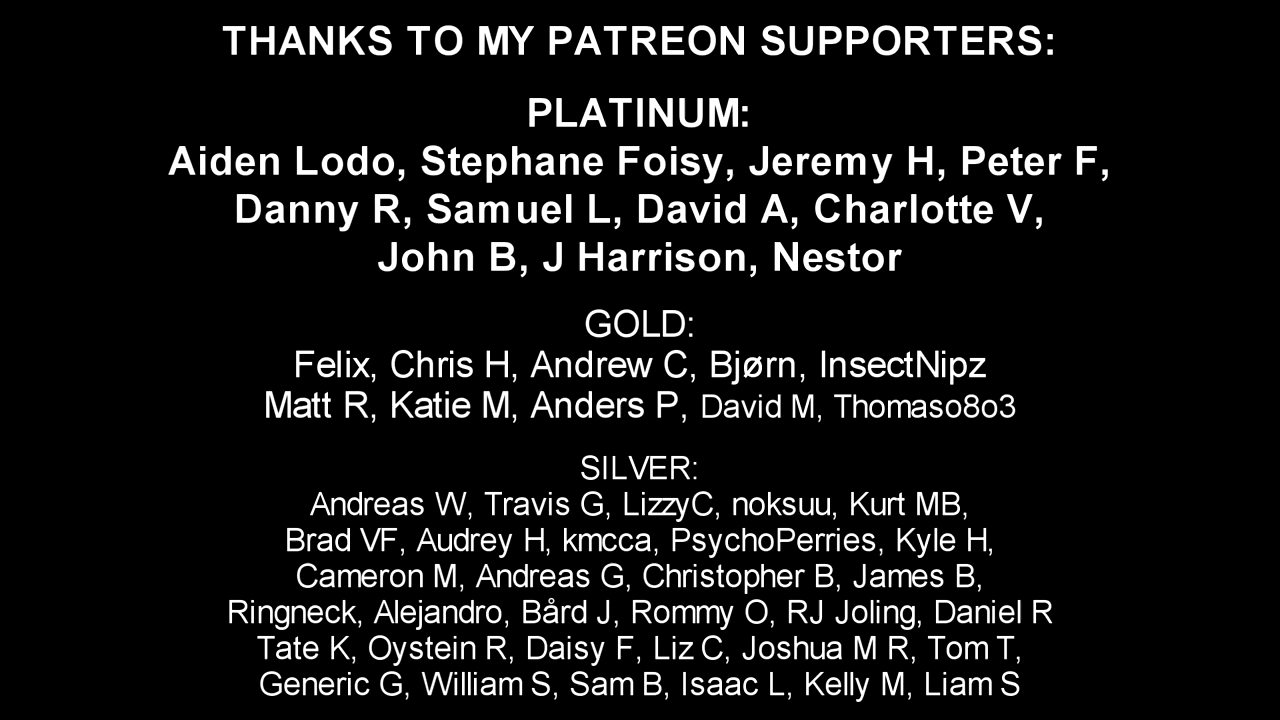 THANKS TO MY PATREON SUPPORTERS:
PLATINUM:
Aiden Lodo, Stephane Foisy, Jeremy H, Peter F,
Danny R, Samuel L, David A, Charlotte V,
John B, J Harrison, Nestor
GOLD:
Felix, Chris H, Andrew C, Bjørn, InsectNipz
Matt R, Katie M, Anders P, David M, Thomaso8o3
SILVER:
Andreas W, Travis G, LizzyC, noksuu, Kurt MB,
Brad VF, Audrey H, kmcca, PsychoPerries, Kyle H,
Cameron M, Andreas G, Christopher B, James B,
Ringneck, Alejandro, Bård J, Rommy O, RJ Joling, Daniel R
Tate K, Oystein R, Daisy F, Liz C, Joshua M R, Tom T,
Generic G, William S, Sam B, Isaac L, Kelly M, Liam S